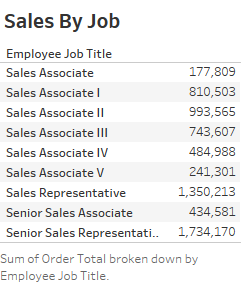 Sales By Job
Employee Job Title
Sales Associate 177,809
Sales Associate I 810,503
Sales Associate II 993,565
Sales Associate III 743,607
Sales Associate IV 484,988
Sales Associate V 241,301
Sales Representative 1,350,213
Senior Sales Associate 434,581
Senior Sales Representati.. 1,734,170
Sum of Order Total broken down by
Employee Job Title.